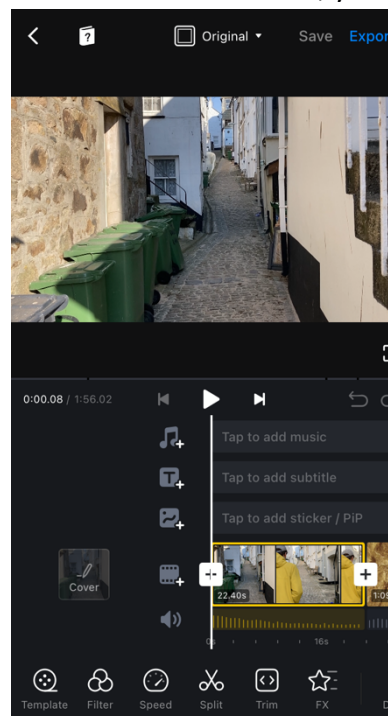 ?
Original ▾ Save Expor
0:00.08 / 1:56.02
Tap to add music
T
Tap to add subtitle
Tap to add sticker / PiP
Cover
22.40s
0s 16s
Template Filter Speed Split Trim FX